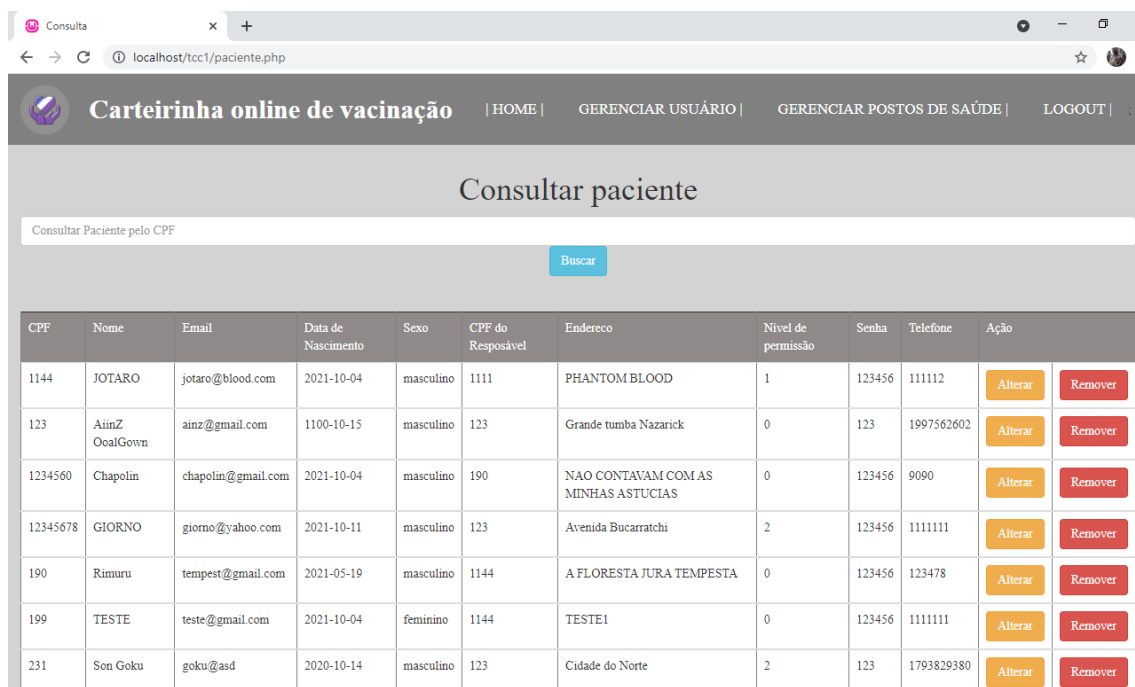 Consulta
localhost/tcc1/paciente.php
Carteirinha online de vacinação | HOME | GERENCIAR USUÁRIO | GERENCIAR POSTOS DE SAÚDE | LOGOUT | ;
Consultar paciente
Consultar Paciente pelo CPF
Buscar
CPF Nome Email Data de Nascimento Sexo CPF do Resposável Endereco Nível de permissão Senha Telefone Ação
1144 JOTARO jotaro@blood.com 2021-10-04 masculino 1111 PHANTOM BLOOD 1 123456 111112 Alterar Remover
123 AiinZ OoalGown ainz@gmail.com 1100-10-15 masculino 123 Grande tumba Nazarick 0 123 1997562602 Alterar Remover
1234560 Chapolin chapolin@gmail.com 2021-10-04 masculino 190 NAO CONTAVAM COM AS MINHAS ASTUCIAS 0 123456 9090 Alterar Remover
12345678 GIORNO giorno@yahoo.com 2021-10-11 masculino 123 Avenida Bucarratchi 2 123456 1111111 Alterar Remover
190 Rimuru tempest@gmail.com 2021-05-19 masculino 1144 A FLORESTA JURA TEMPESTA 0 123456 123478 Alterar Remover
199 TESTE teste@gmail.com 2021-10-04 feminino 1144 TESTE1 0 123456 1111111 Alterar Remover
231 Son Goku goku@asd 2020-10-14 masculino 123 Cidade do Norte 2 123 1793829380 Alterar Remover